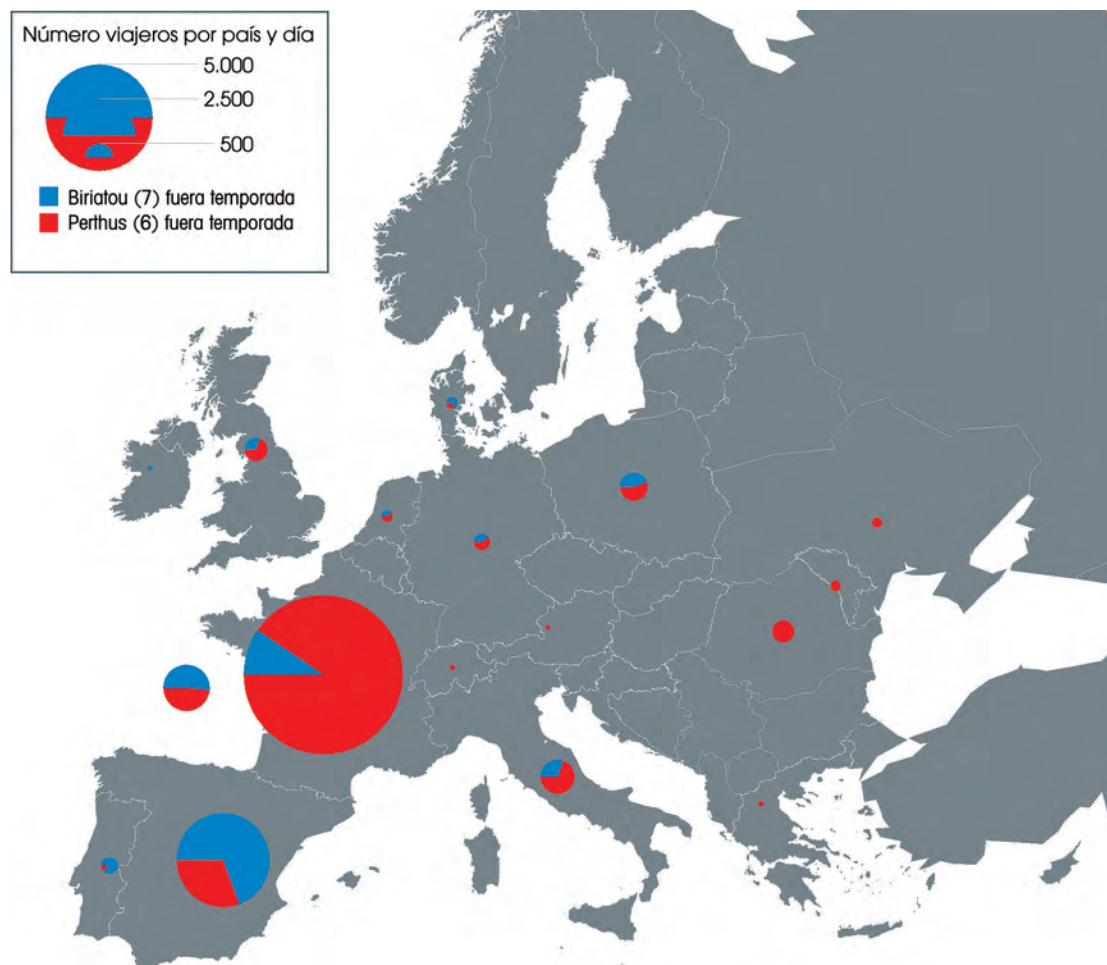 Número viajeros por país y día
5.000
2.500
500
Biriatou (7) fuera temporada
Perthus (6) fuera temporada